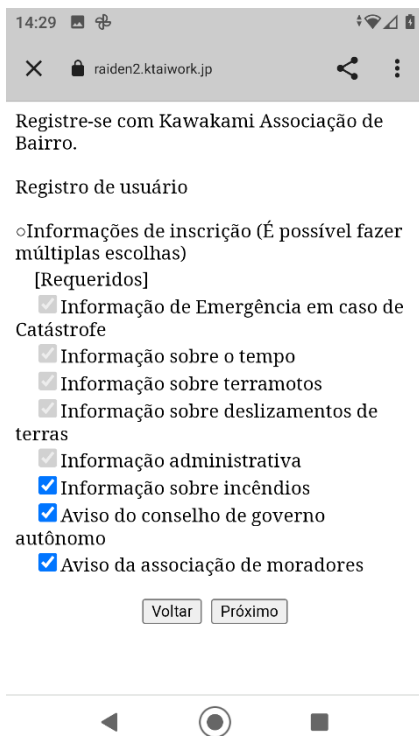 14:29
raiden2.ktaiwork.jp
Registre-se com Kawakami Associação de
Bairro.
Registro de usuário
○Informações de inscrição (É possível fazer
múltiplas escolhas)
[Requeridos]
Informação de Emergência em caso de
Catástrofe
Informação sobre o tempo
Informação sobre terramotos
Informação sobre deslizamentos de
terras
Informação administrativa
Informação sobre incêndios
Aviso do conselho de governo
autônomo
Aviso da associação de moradores
Voltar Próximo